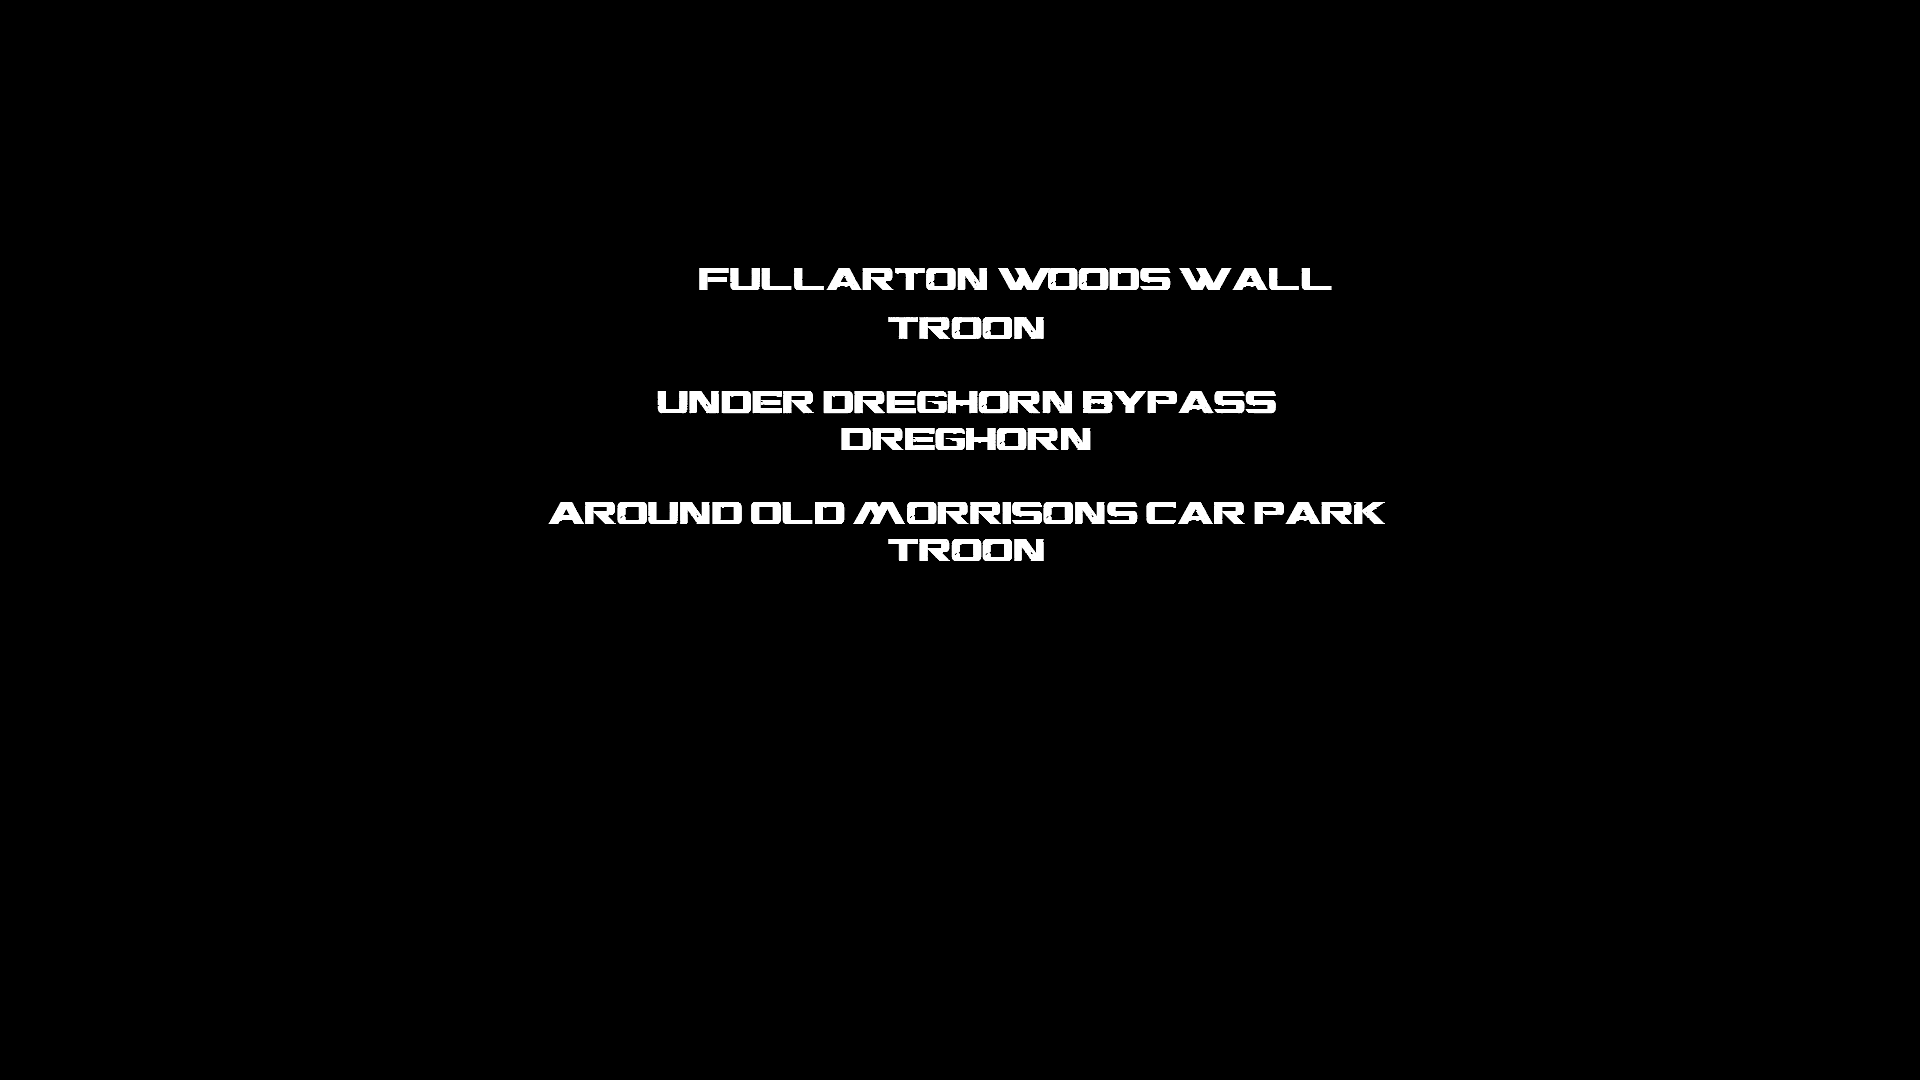 FULLARTON WOODS WALL
TROON
UNDER DREGHORN BYPASS
DREGHORN
AROUND OLD MORRISONS CAR PARK
TROON